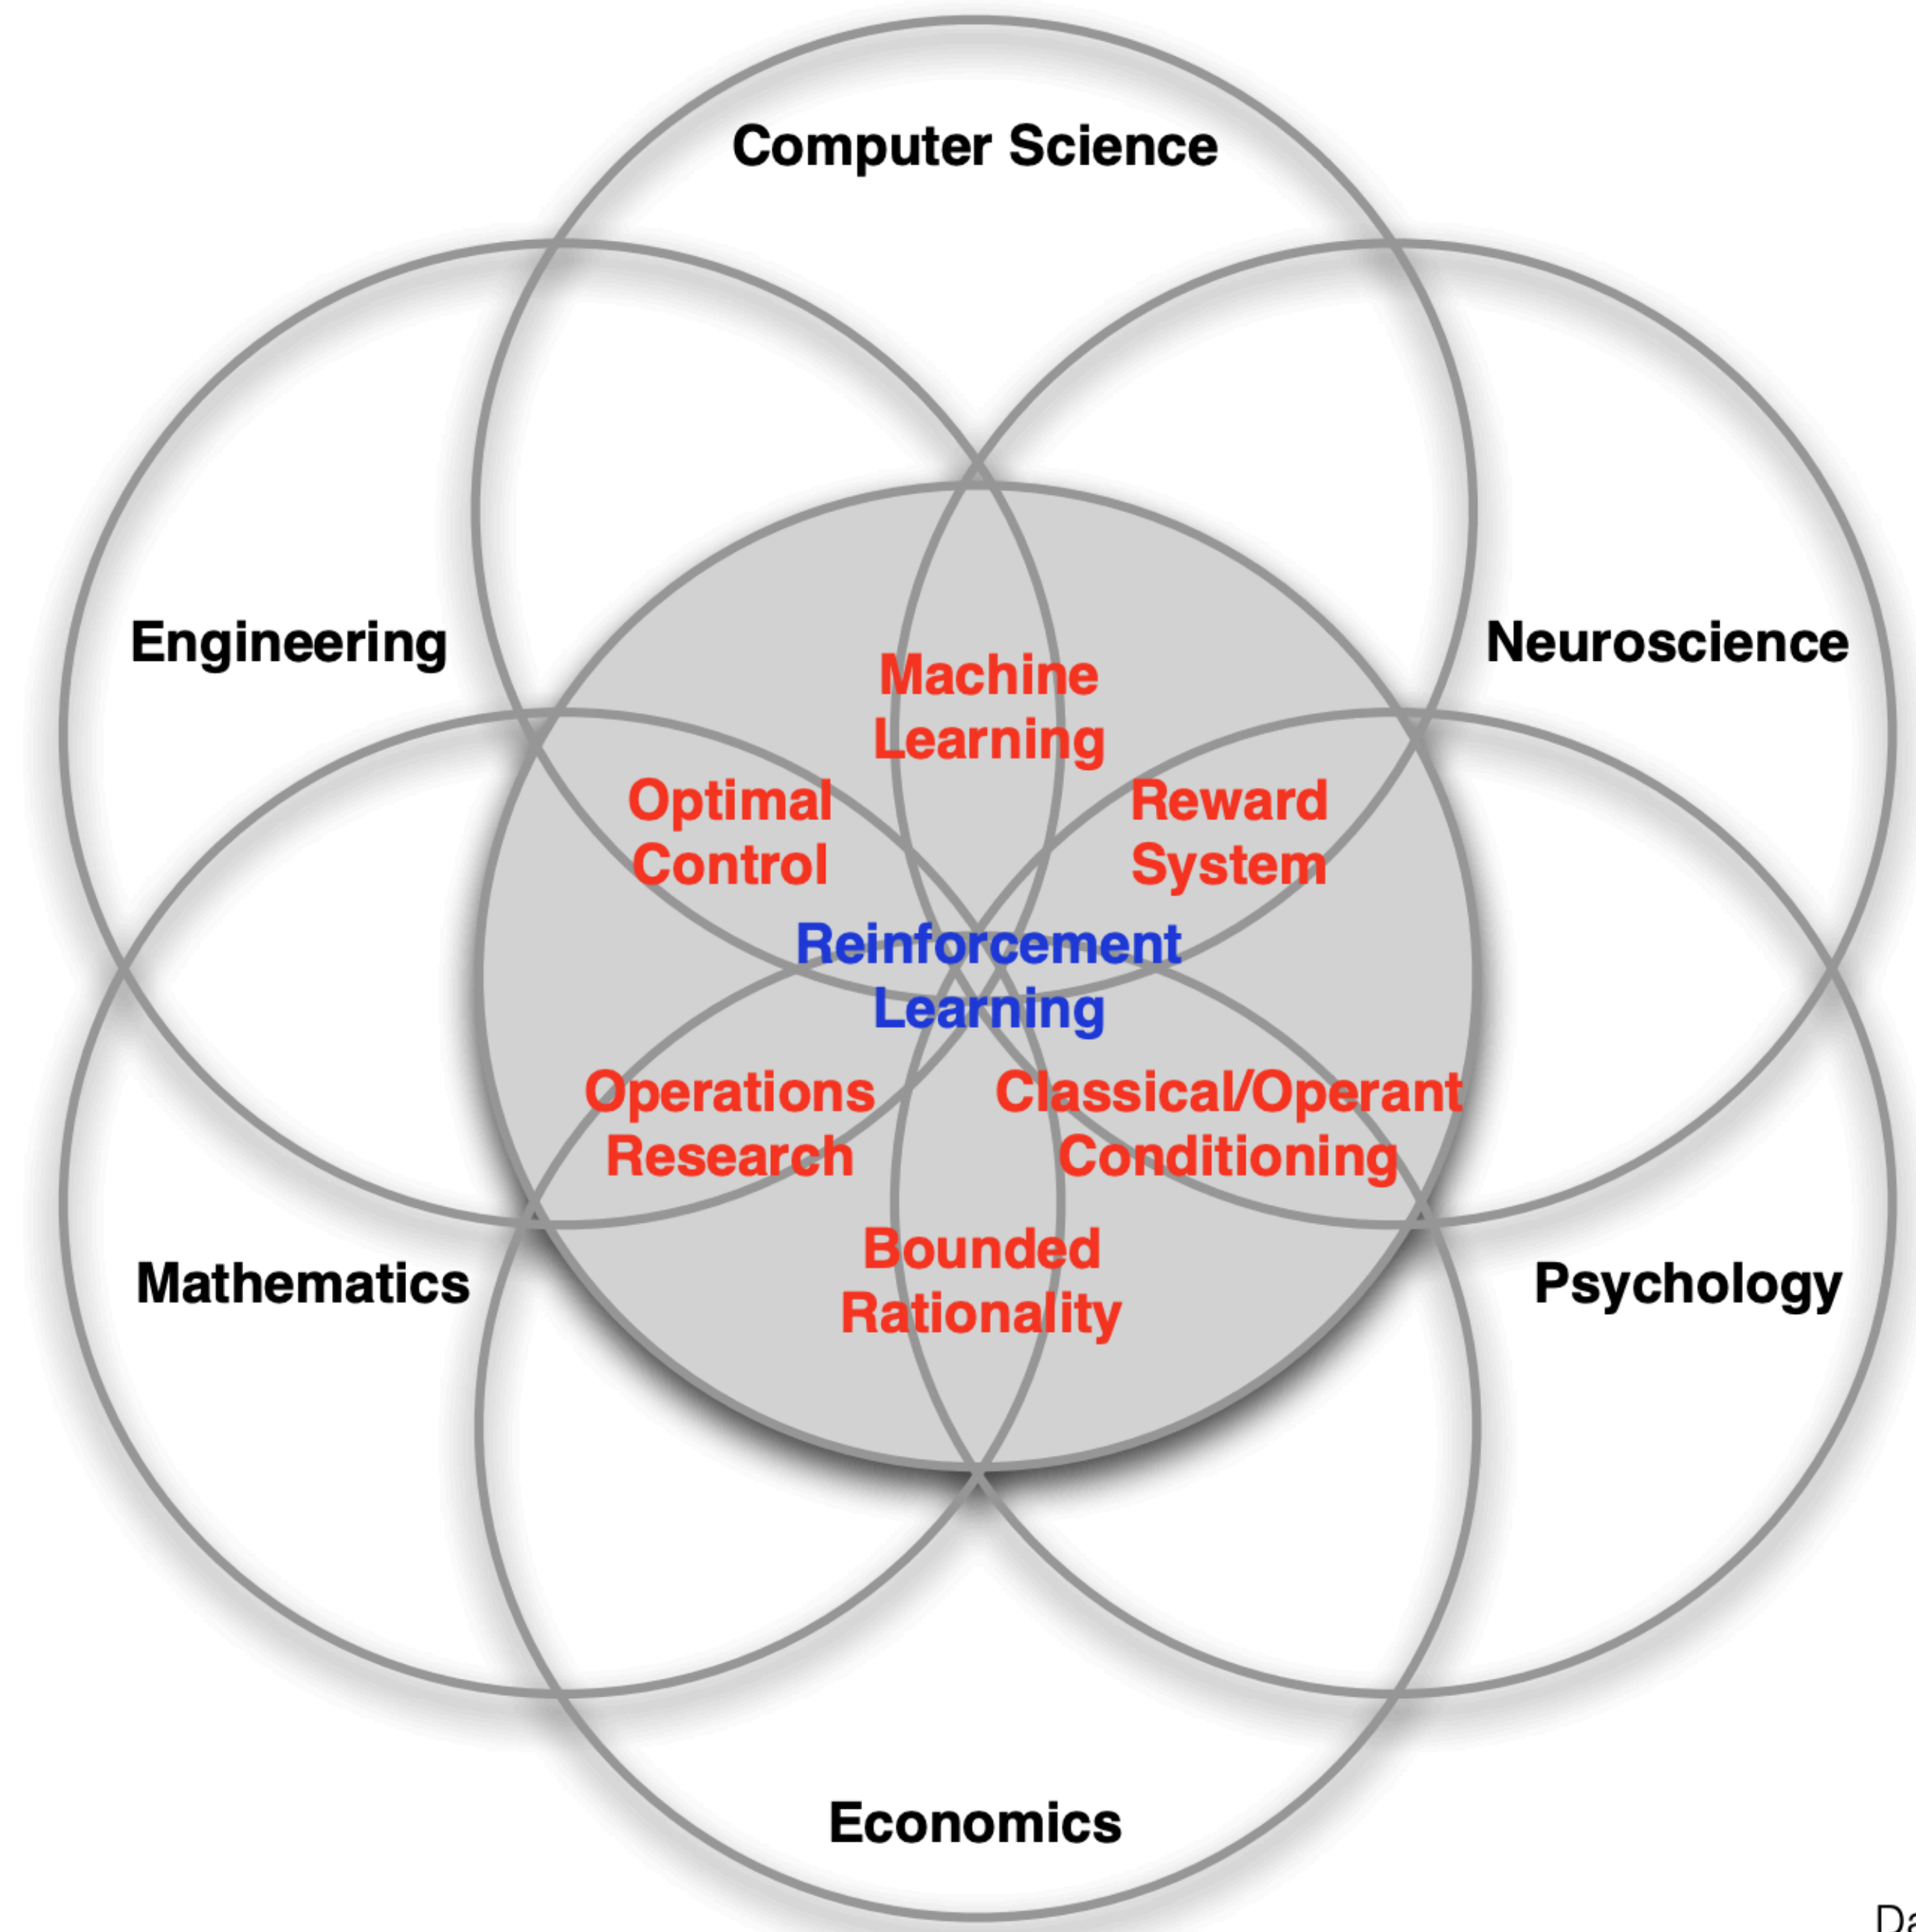 Computer Science
Engineering
Neuroscience
Machine
Learning
Optimal
Control
Reward
System
Reinforcement
Learning
Operations
Research
Classical/Operant
Conditioning
Bounded
Rationality
Mathematics
Psychology
Economics